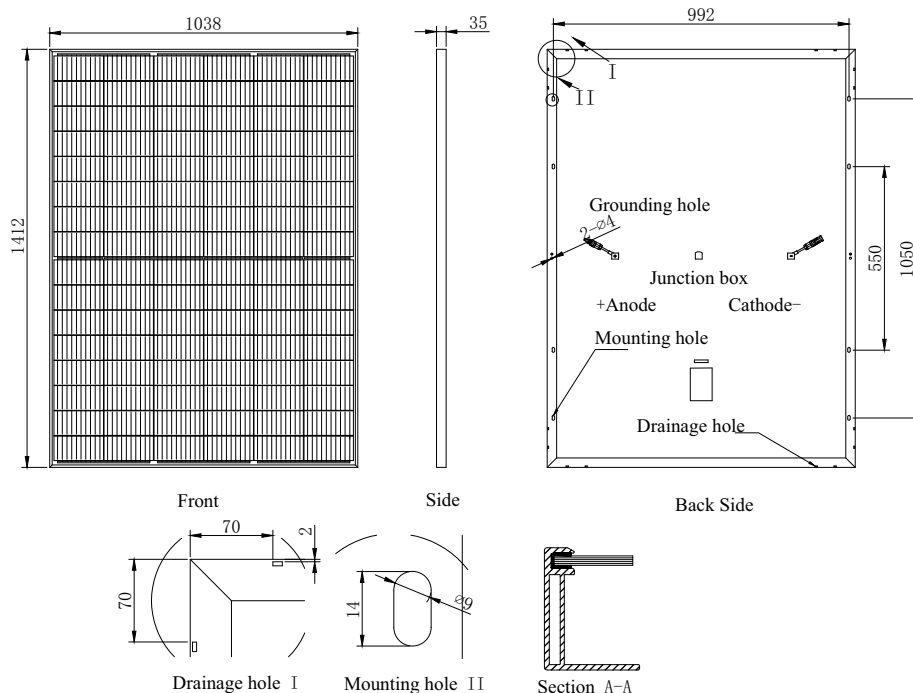 1038
35
992
I
II
1412
Grounding hole
2-⌀4
Junction box
+Anode
Cathode-
550
1050
Mounting hole
Drainage hole
Front
Side
Back Side
70
2
70
14
⌀9
Drainage hole I
Mounting hole II
Section A-A